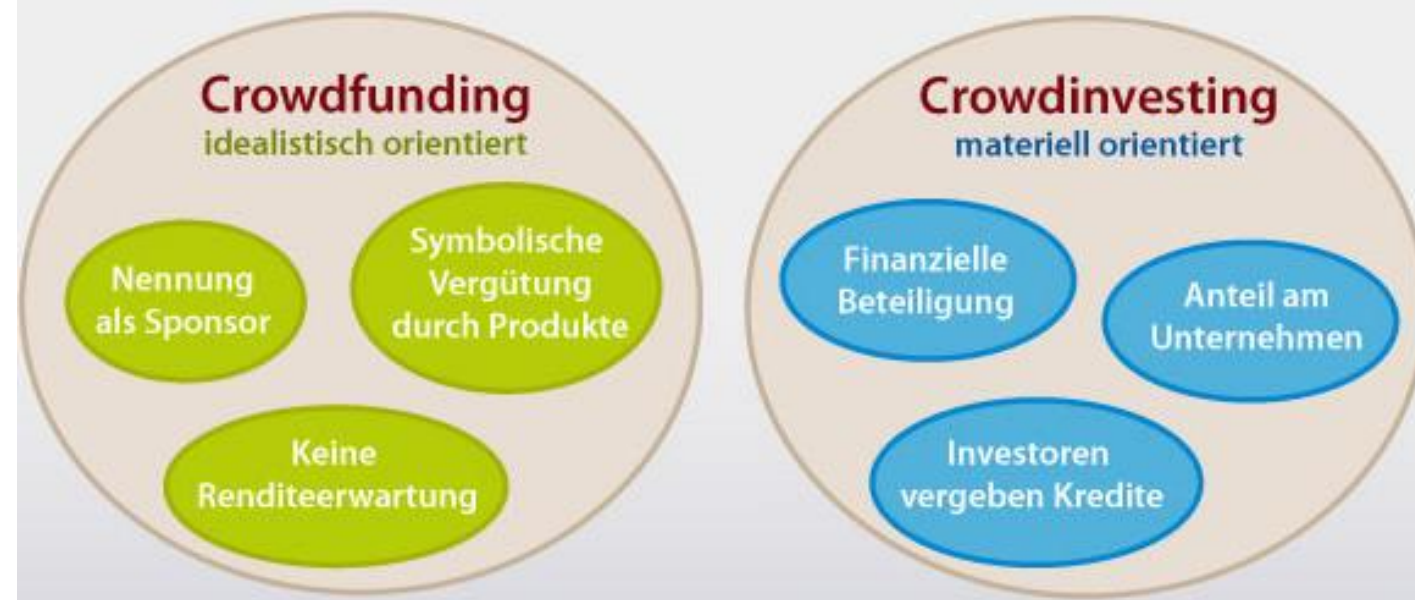 Crowdfunding
idealistisch orientiert
Nennung
als Sponsor
Symbolische
Vergütung
durch Produkte
Keine
Renditeerwartung
Crowdinvesting
materiell orientiert
Finanzielle
Beteiligung
Anteil am
Unternehmen
Investoren
vergeben Kredite